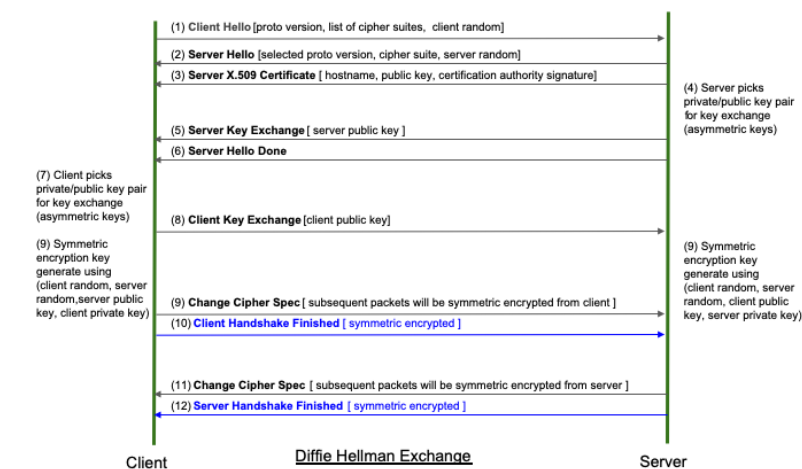 (1) Client Hello [proto version, list of cipher suites,  client random]
(2) Server Hello [selected proto version, cipher suite, server random]
(3) Server X.509 Certificate [ hostname, public key, certification authority signature]
(4) Server picks
private/public key pair
for key exchange
(asymmetric keys)
(5) Server Key Exchange [ server public key ]
(6) Server Hello Done
(7) Client picks
private/public key pair
for key exchange
(asymmetric keys)
(8) Client Key Exchange [client public key]
(9) Symmetric
encryption key
generate using
(client random, server
random,server public
key, client private key)
(9) Symmetric
encryption key
generate using
(client random, server
random, client public
key, server private key)
(9) Change Cipher Spec [ subsequent packets will be symmetric encrypted from client ]
(10) Client Handshake Finished [ symmetric encrypted ]
(11) Change Cipher Spec [ subsequent packets will be symmetric encrypted from server ]
(12) Server Handshake Finished [ symmetric encrypted ]
Client
Diffie Hellman Exchange
Server